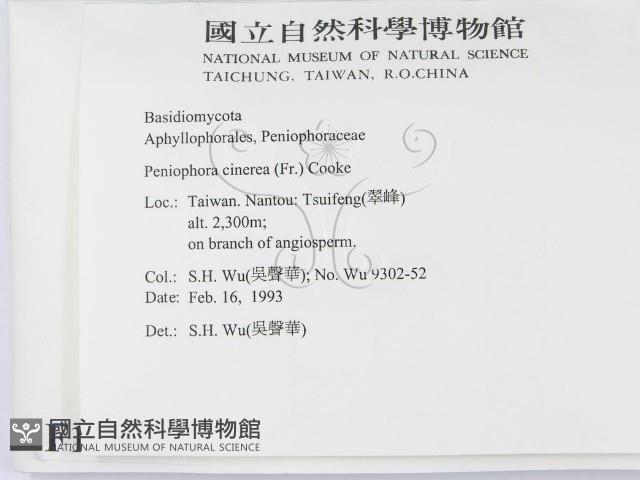 國立自然科學博物館
NATIONAL MUSEUM OF NATURAL SCIENCE
TAICHUNG, TAIWAN, R.O.CHINA
Basidiomycota
Aphyllophorales, Peniophoraceae
Peniophora cinerea (Fr.) Cooke
Loc.: Taiwan. Nantou: Tsuifeng(翠峰)
alt. 2,300m;
on branch of angiosperm.
Col.: S.H. Wu(吳聲華); No. Wu 9302-52
Date: Feb. 16, 1993
Det.: S.H. Wu(吳聲華)
國立自然科學博物館
NATIONAL MUSEUM OF NATURAL SCIENCE